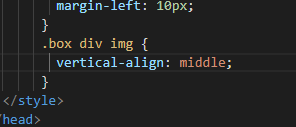 margin-left: 10px;
}
.box div img {
vertical-align: middle;
}
</style>
/head>